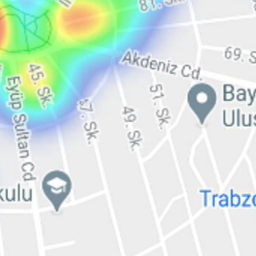 81. Sk.
69. S
Akdeniz Cd.
45. Sk.
47. Sk.
49. Sk.
51. Sk.
Bay
Ulus
Eyüp Sultan Cd
kulu
Trabzo